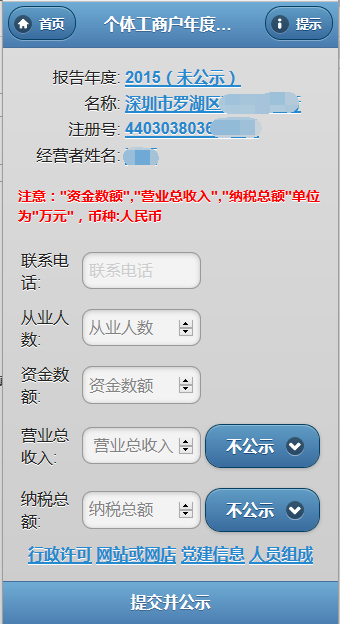 首页 个体工商户年度... 提示
报告年度: 2015（未公示）
名称: 深圳市罗湖区
注册号: 4403038036
经营者姓名:
注意："资金数额","营业总收入","纳税总额"单位
为"万元"，币种:人民币
联系电
话: 联系电话
从业人
数: 从业人数
资金数
额: 资金数额
营业总
收入: 营业总收入 不公示
纳税总
额: 纳税总额 不公示
行政许可 网站或网店 党建信息 人员组成
提交并公示